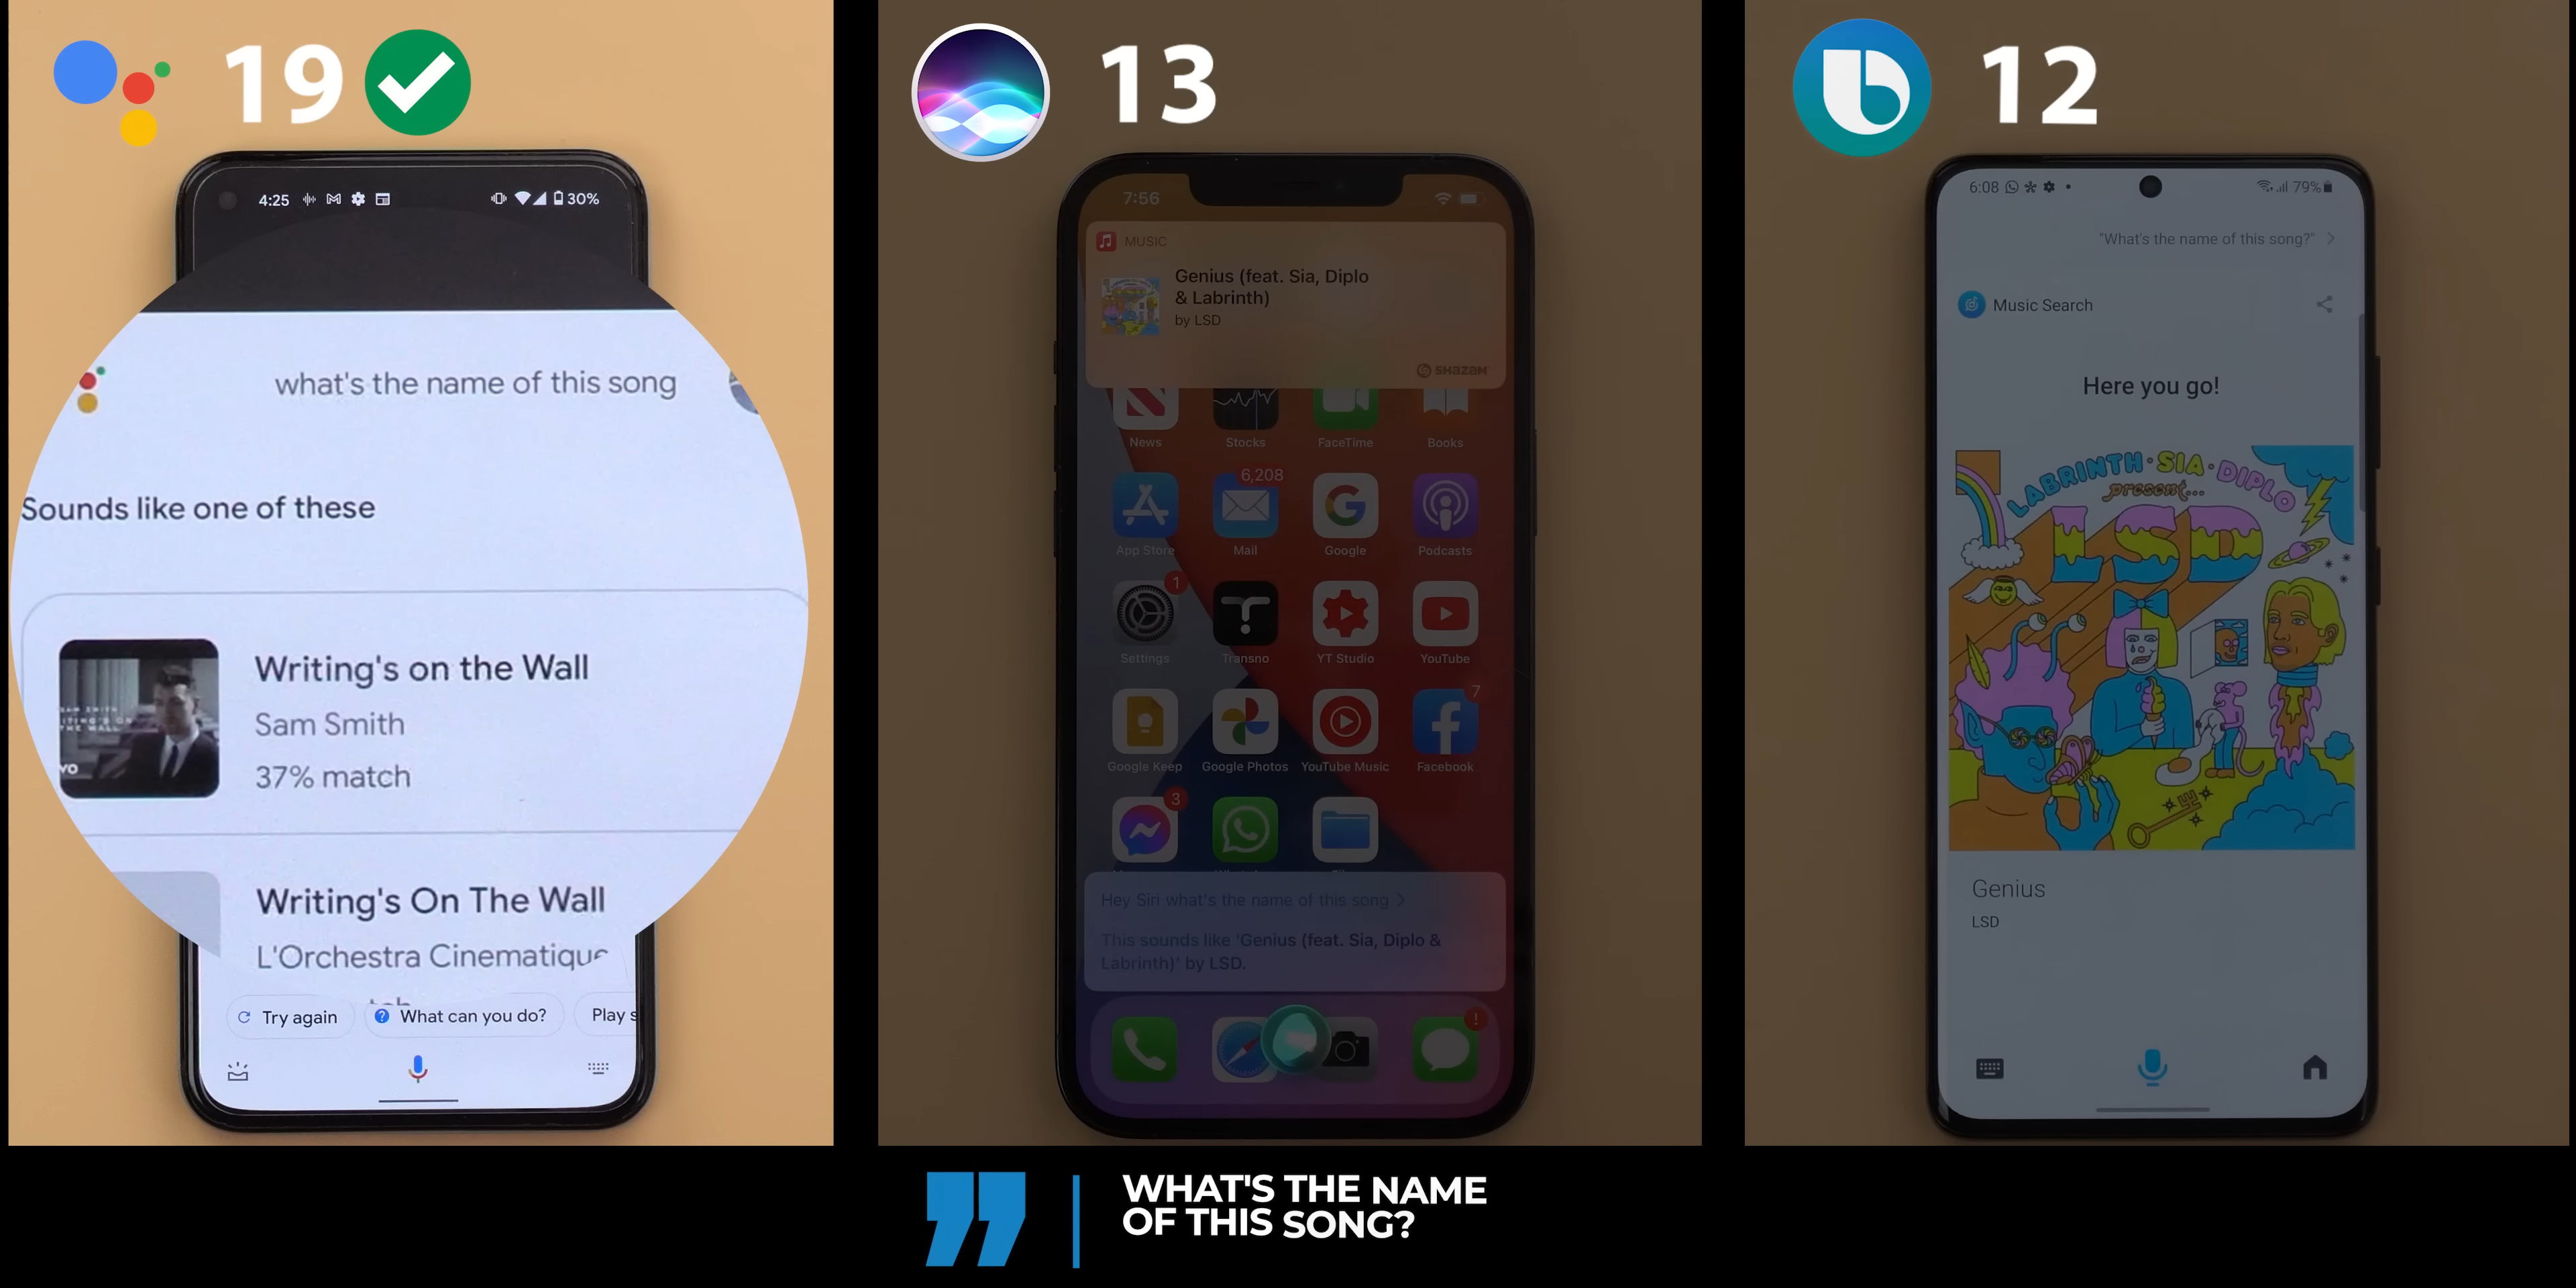 19
4:25
30%
what's the name of this song
Sounds like one of these
Writing's on the Wall
Sam Smith
37% match
Writing's On The Wall
L'Orchestra Cinematique
Try again
What can you do?
Play s
13
7:56
MUSIC
Genius (feat. Sia, Diplo
& Labrinth)
by LSD
SHAZAM
News
Stocks
FaceTime
Books
6,208
App Store
Mail
Google
Podcasts
1
Settings
Transno
YT Studio
YouTube
7
Google Keep
Google Photos
YouTube Music
Facebook
3
Hey Siri what's the name of this song >
This sounds like 'Genius (feat. Sia, Diplo &
Labrinth)' by LSD.
!
12
6:08
79%
"What's the name of this song?" >
Music Search
Here you go!
LABRINTH · SIA · DIPLO
present...
LSD
Genius
LSD
WHAT'S THE NAME
OF THIS SONG?